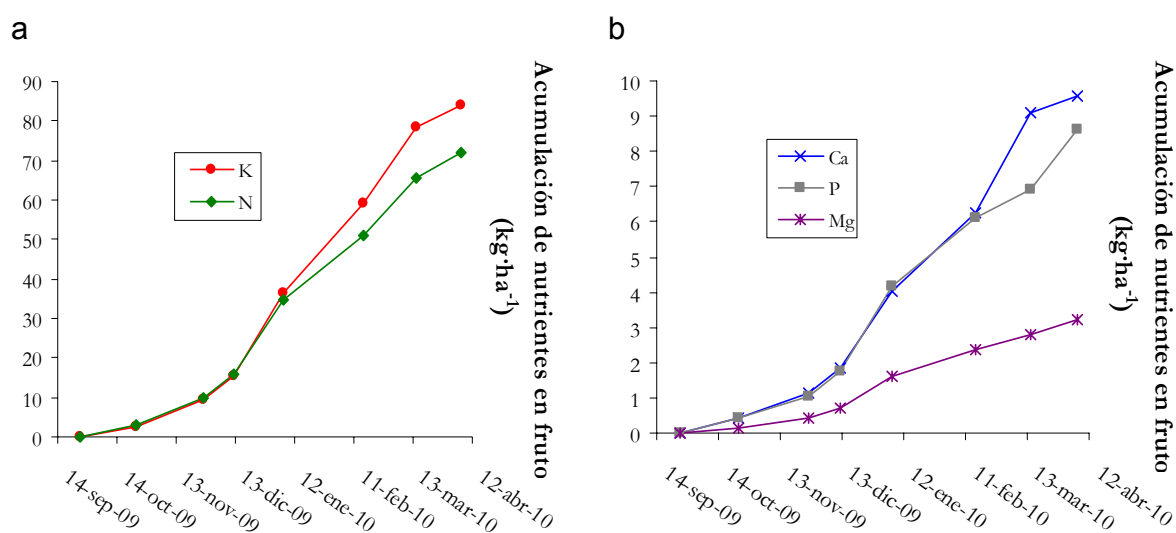 a
90
80
70
60
50
40
30
20
10
0
K
N
14-sep-09
14-oct-09
13-nov-09
13-dic-09
12-ene-10
11-feb-10
13-mar-10
12-abr-10
Acumulación de nutrientes en fruto
(kg·ha⁻¹)
b
10
9
8
7
6
5
4
3
2
1
0
Ca
P
Mg
14-sep-09
14-oct-09
13-nov-09
13-dic-09
12-ene-10
11-feb-10
13-mar-10
12-abr-10
Acumulación de nutrientes en fruto
(kg·ha⁻¹)